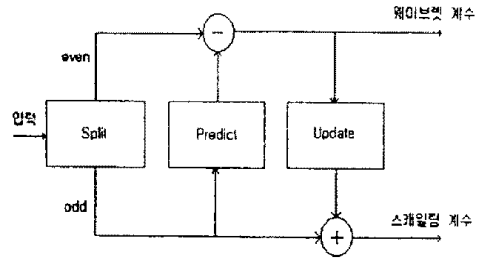 웨이브렛 계수
even
−
입력
Split
Predict
Update
odd
+
스케일링 계수